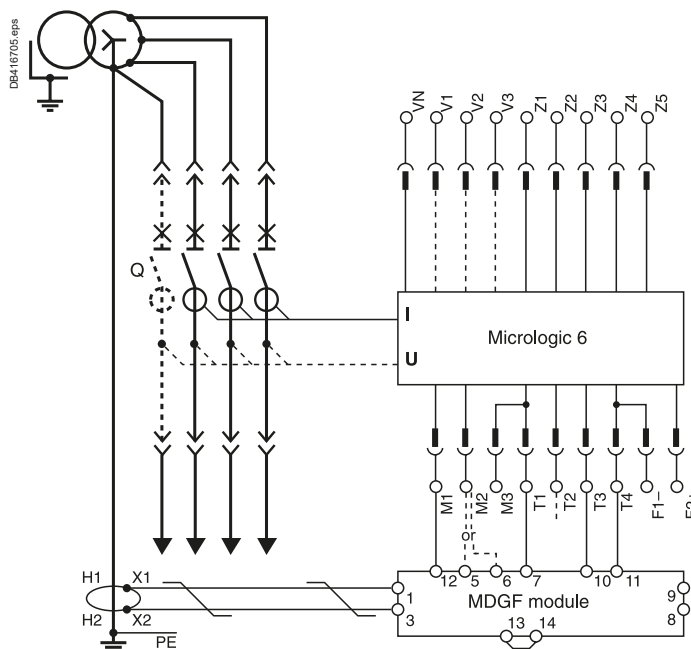 DB416705.eps
VN V1 V2 V3 Z1 Z2 Z3 Z4 Z5
Q
I
Micrologic 6
U
M1 M2 M3 T1 T2 T3 T4 F1–
or
12 5 6 7 10 11
H1 X1
1 MDGF module 9
H2 X2
3 8
13 14
PE